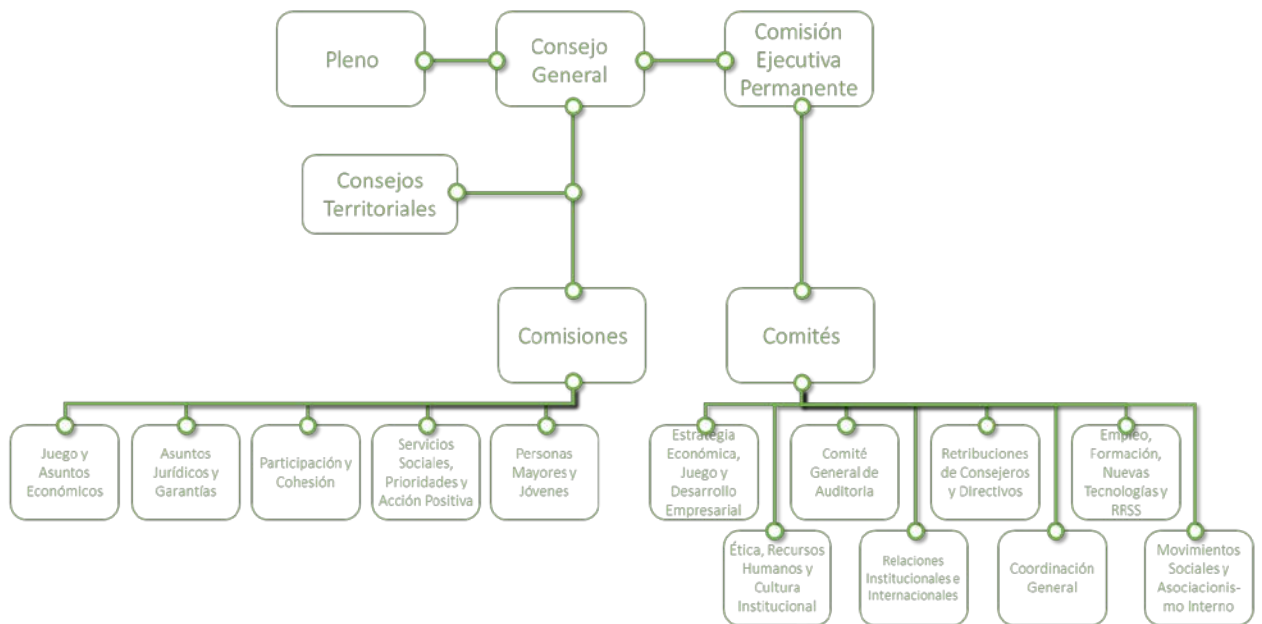 Pleno
Consejo
General
Comisión
Ejecutiva
Permanente
Consejos
Territoriales
Comisiones
Comités
Juego y
Asuntos
Económicos
Asuntos
Jurídicos y
Garantías
Participación y
Cohesión
Servicios
Sociales,
Prioridades y
Acción Positiva
Personas
Mayores y
Jóvenes
Estrategia
Económica,
Juego y
Desarrollo
Empresarial
Comité
General de
Auditoria
Retribuciones
de Consejeros
y Directivos
Empleo,
Formación,
Nuevas
Tecnologías y
RRSS
Ética, Recursos
Humanos y
Cultura
Institucional
Relaciones
Institucionales e
Internacionales
Coordinación
General
Movimientos
Sociales y
Asociacionis-
mo Interno